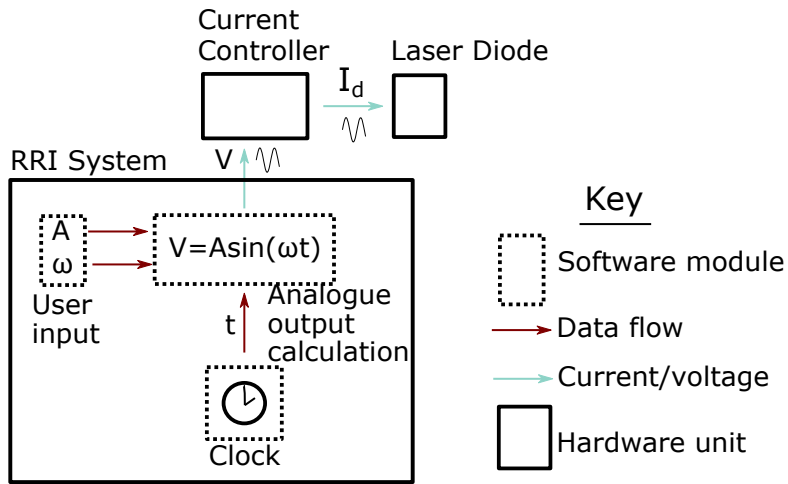 Current
Controller
Laser Diode
I_d
V
RRI System
A
ω
V=Asin(ωt)
User
input
t
Analogue
output
calculation
Clock
Key
Software module
Data flow
Current/voltage
Hardware unit